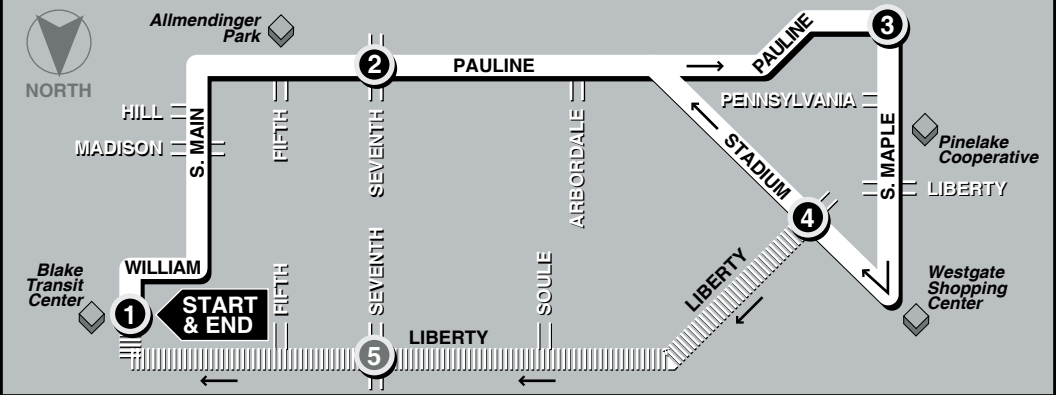 Allmendinger
Park
NORTH
2
PAULINE
PAULINE
3
HILL
MADISON
S. MAIN
FIFTH
SEVENTH
ARBORDALE
PENNSYLVANIA
STADIUM
S. MAPLE
Pinelake
Cooperative
LIBERTY
4
Blake
Transit
Center
WILLIAM
1
START
& END
FIFTH
SEVENTH
SOULE
LIBERTY
LIBERTY
5
Westgate
Shopping
Center